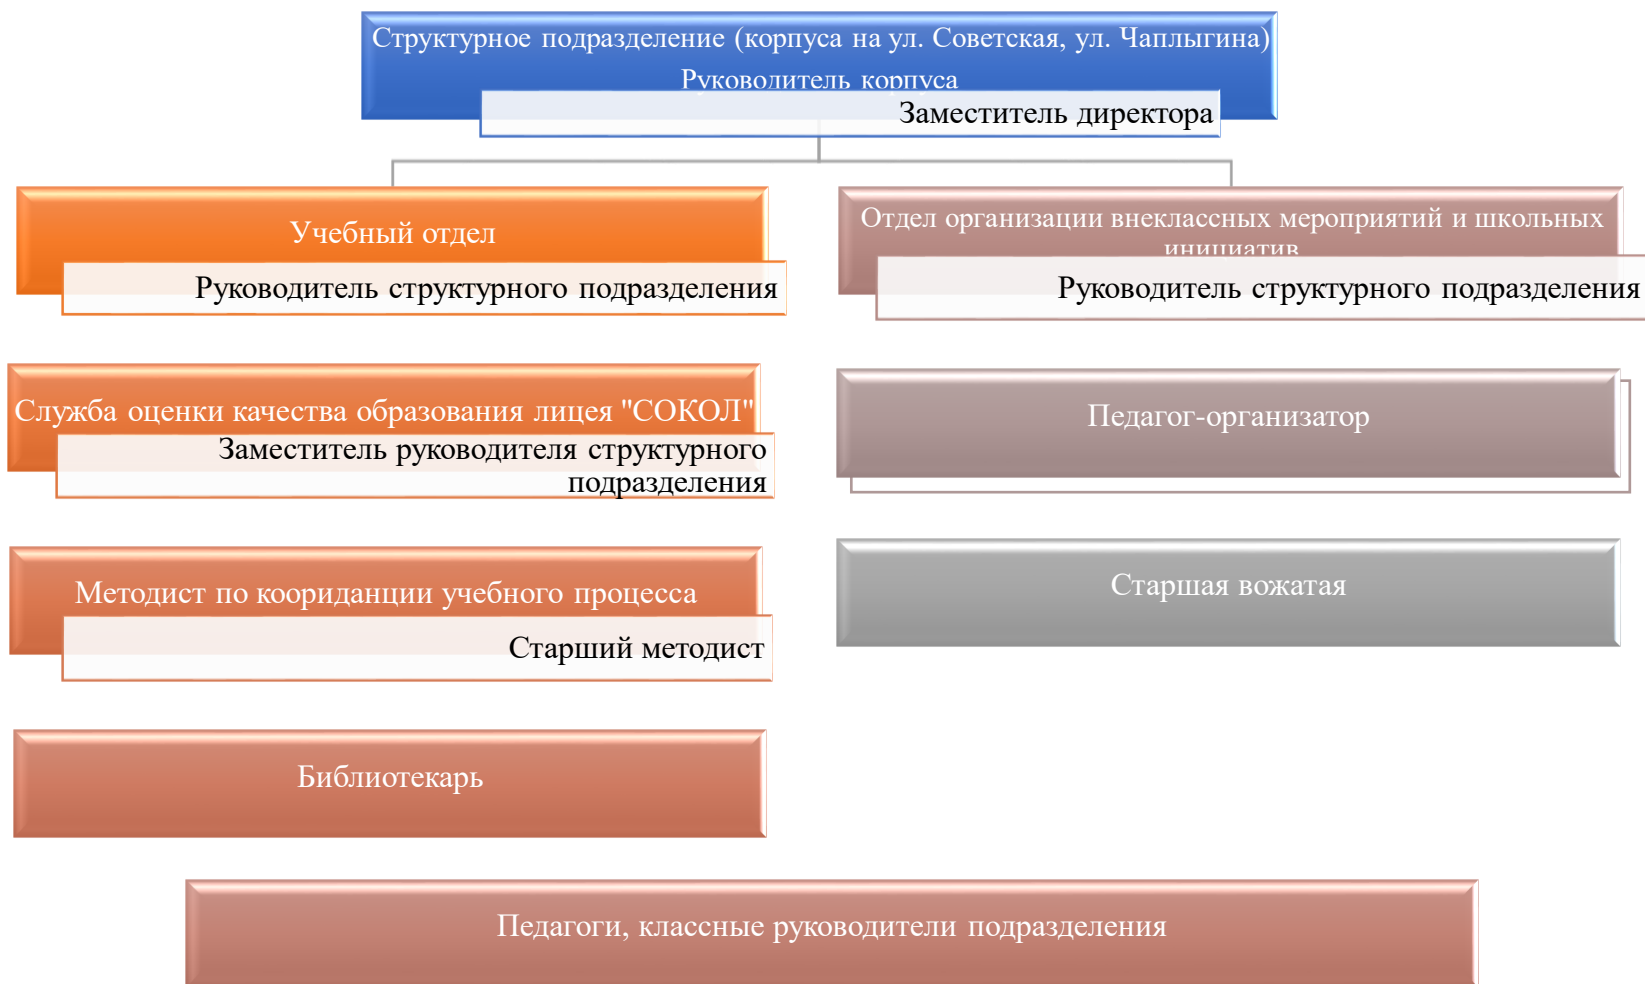 Структурное подразделение (корпуса на ул. Советская, ул. Чаплыгина)
Руководитель корпуса
Заместитель директора
Учебный отдел
Руководитель структурного подразделения
Отдел организации внеклассных мероприятий и школьных
инициатив
Руководитель структурного подразделения
Служба оценки качества образования лицея "СОКОЛ"
Заместитель руководителя структурного
подразделения
Педагог-организатор
Методист по коориданции учебного процесса
Старший методист
Старшая вожатая
Библиотекарь
Педагоги, классные руководители подразделения